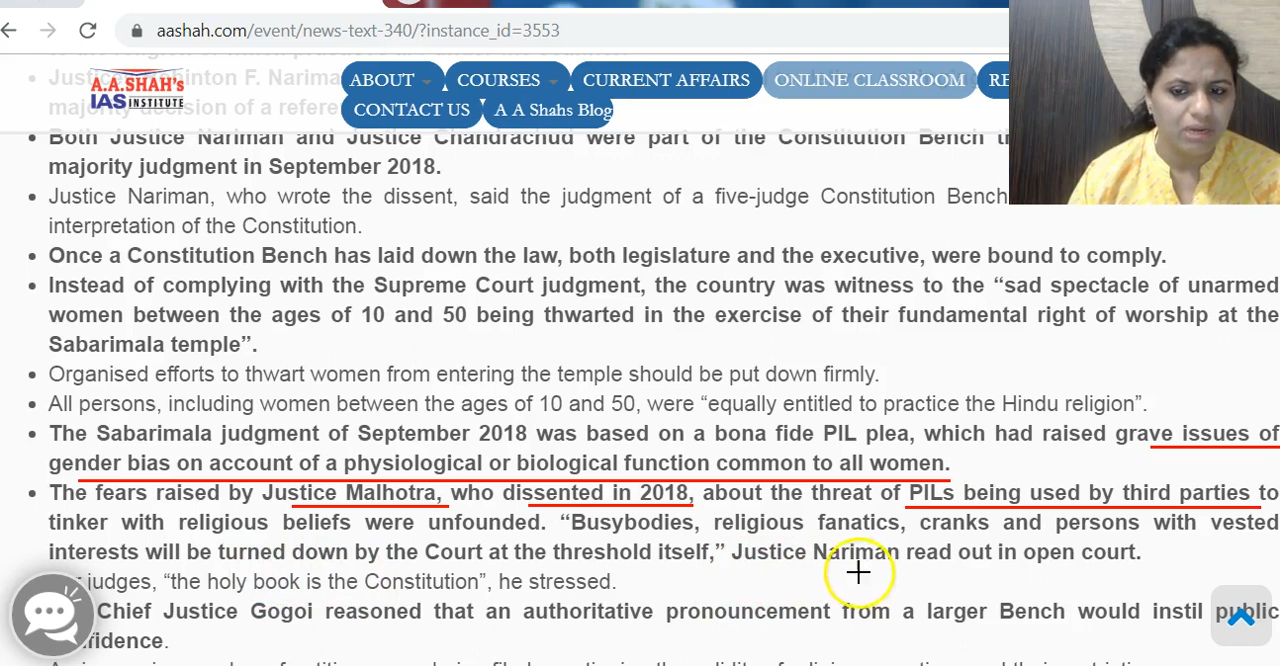 aashah.com/event/news-text-340/?instance_id=3553
A.A.SHAH's
IAS INSTITUTE
ABOUT
COURSES
CURRENT AFFAIRS
ONLINE CLASSROOM
RE
CONTACT US
A A Shahs Blog
majority decision of a refere
Both Justice Nariman and Justice Chandrachud were part of the Constitution Bench
majority judgment in September 2018.
Justice Nariman, who wrote the dissent, said the judgment of a five-judge Constitution Bench
interpretation of the Constitution.
Once a Constitution Bench has laid down the law, both legislature and the executive, were bound to comply.
Instead of complying with the Supreme Court judgment, the country was witness to the “sad spectacle of unarmed
women between the ages of 10 and 50 being thwarted in the exercise of their fundamental right of worship at the
Sabarimala temple”.
Organised efforts to thwart women from entering the temple should be put down firmly.
All persons, including women between the ages of 10 and 50, were “equally entitled to practice the Hindu religion”.
The Sabarimala judgment of September 2018 was based on a bona fide PIL plea, which had raised grave issues of
gender bias on account of a physiological or biological function common to all women.
The fears raised by Justice Malhotra, who dissented in 2018, about the threat of PILs being used by third parties to
tinker with religious beliefs were unfounded. “Busybodies, religious fanatics, cranks and persons with vested
interests will be turned down by the Court at the threshold itself,” Justice Nariman read out in open court.
judges, “the holy book is the Constitution”, he stressed.
Chief Justice Gogoi reasoned that an authoritative pronouncement from a larger Bench would instil public
fidence.